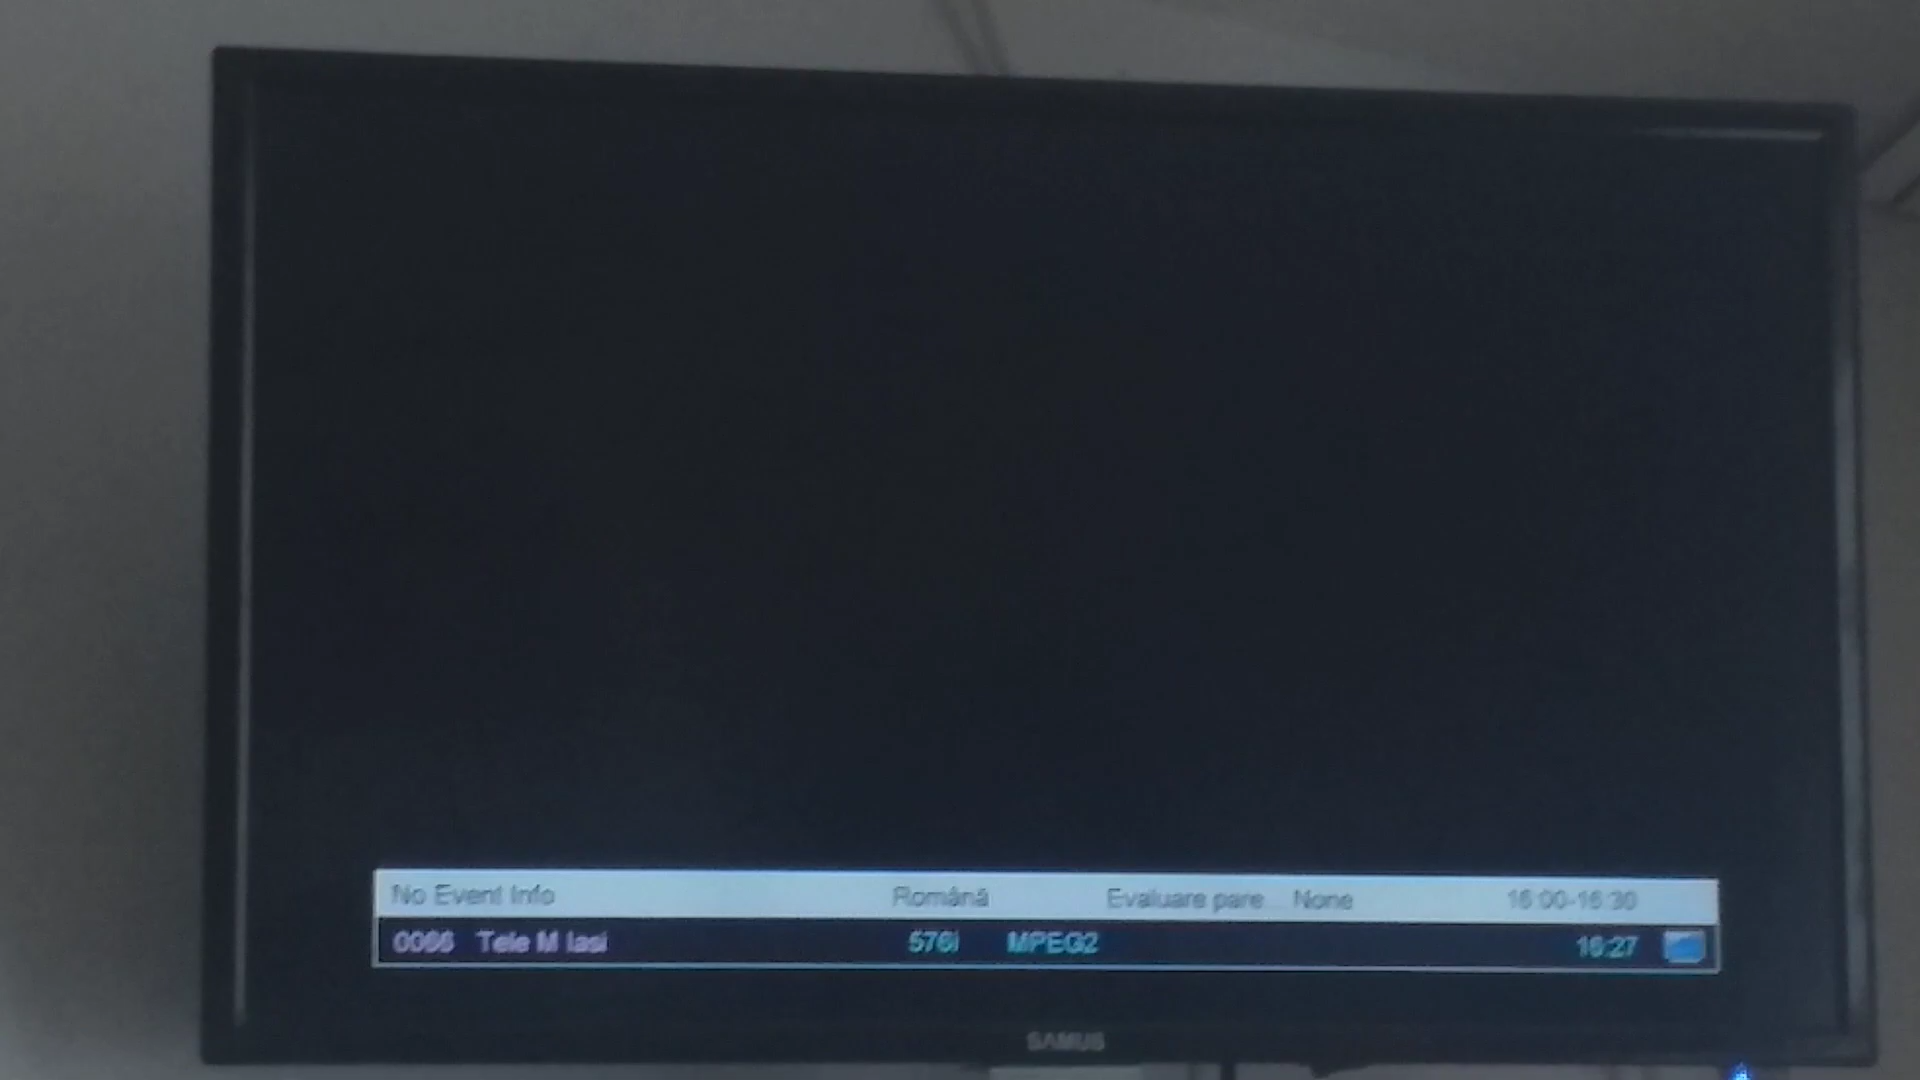 No Event Info Română Evaluare pare None 16:00-16:30
0066 Tele M Iasi 576i MPEG2 16:27
SAMUS